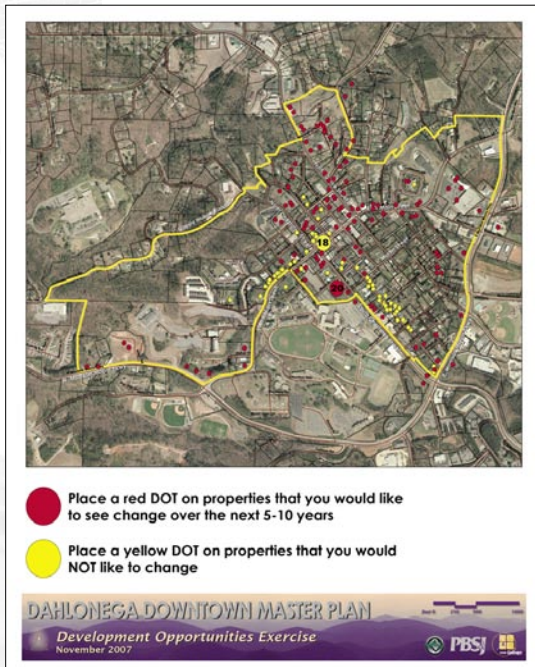 18
20
Place a red DOT on properties that you would like
to see change over the next 5-10 years
Place a yellow DOT on properties that you would
NOT like to change
DAHLONEGA DOWNTOWN MASTER PLAN
Development Opportunities Exercise
November 2007
PBSJ